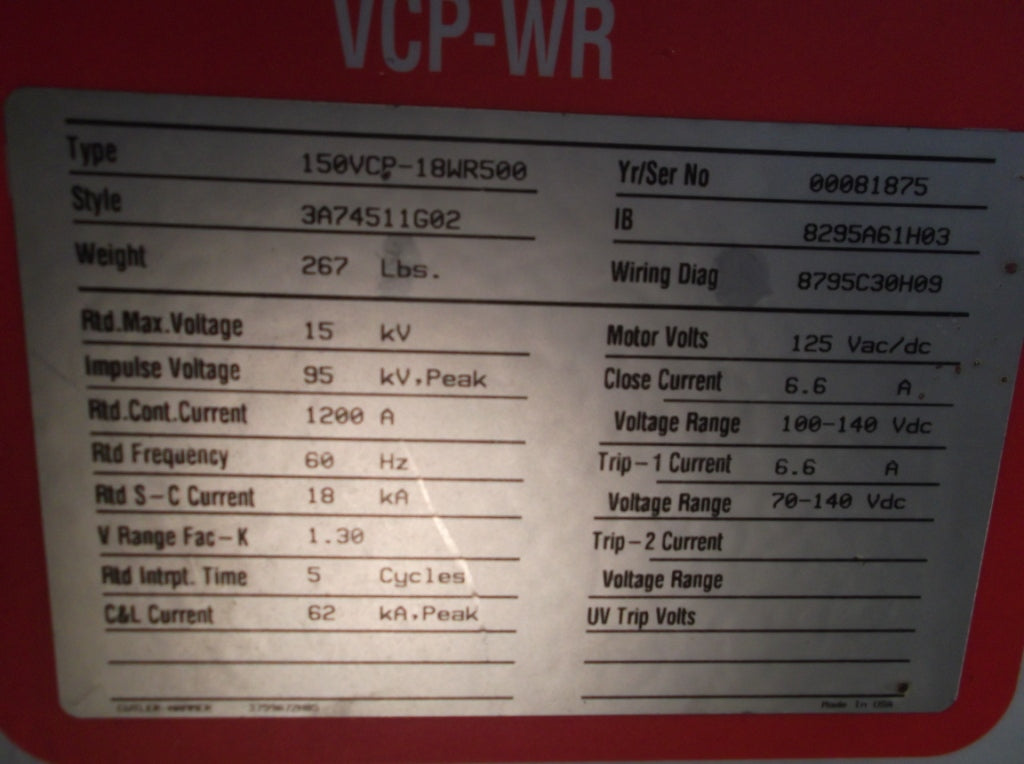 VCP-WR
Type 150VCP-18WR500 Yr/Ser No 00081875
Style 3A74511G02 IB 8295A61H03
Weight 267 Lbs. Wiring Diag 8795C30H09
Rtd.Max.Voltage 15 kV Motor Volts 125 Vac/dc
Impulse Voltage 95 kV,Peak Close Current 6.6 A.
Rtd.Cont.Current 1200 A Voltage Range 100-140 Vdc
Rtd Frequency 60 Hz Trip-1 Current 6.6 A
Rtd S-C Current 18 kA Voltage Range 70-140 Vdc
V Range Fac-K 1.30 Trip-2 Current
Rtd Intrpt. Time 5 Cycles Voltage Range
C&L Current 62 kA,Peak UV Trip Volts
CUTLER-HAMMER Made In USA